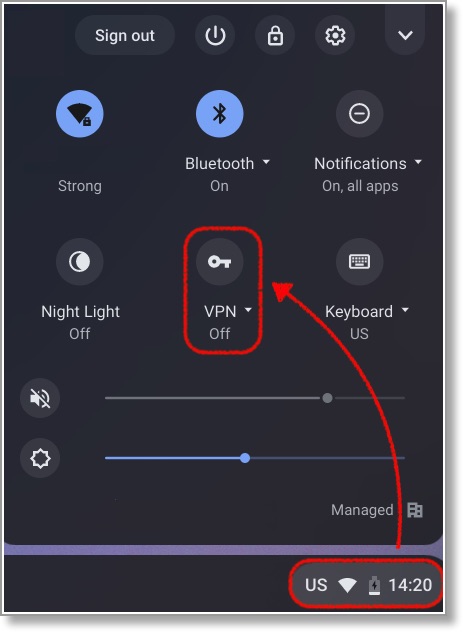 Sign out
Bluetooth
Notifications
Strong
On
On, all apps
Night Light
VPN
Keyboard
Off
Off
US
Managed
US
14:20